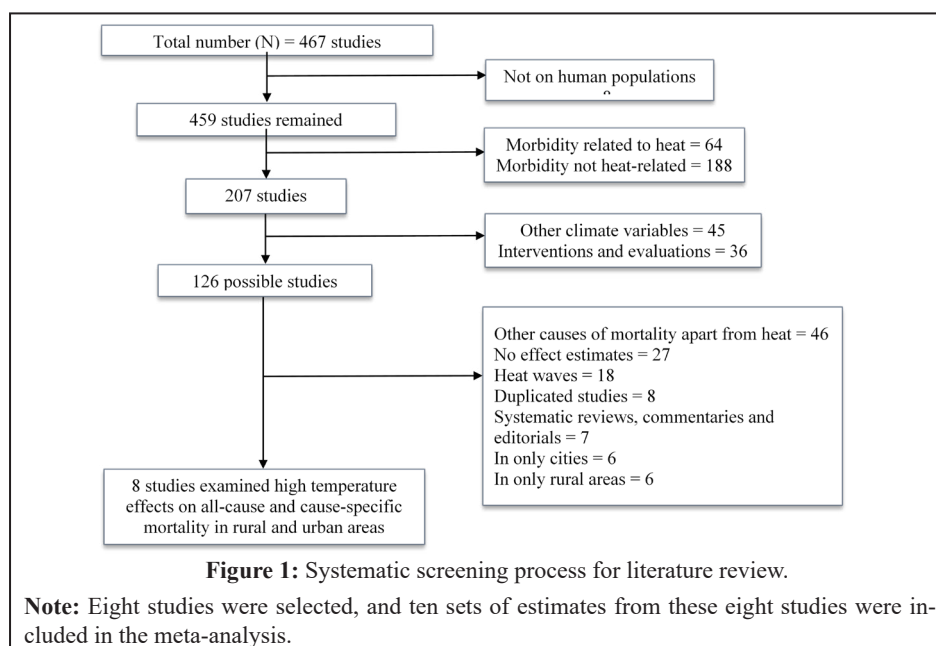 Total number (N) = 467 studies
Not on human populations
459 studies remained
Morbidity related to heat = 64
Morbidity not heat-related = 188
207 studies
Other climate variables = 45
Interventions and evaluations = 36
126 possible studies
Other causes of mortality apart from heat = 46
No effect estimates = 27
Heat waves = 18
Duplicated studies = 8
Systematic reviews, commentaries and
editorials = 7
In only cities = 6
In only rural areas = 6
8 studies examined high temperature
effects on all-cause and cause-specific
mortality in rural and urban areas
Figure 1: Systematic screening process for literature review.
Note: Eight studies were selected, and ten sets of estimates from these eight studies were in-
cluded in the meta-analysis.